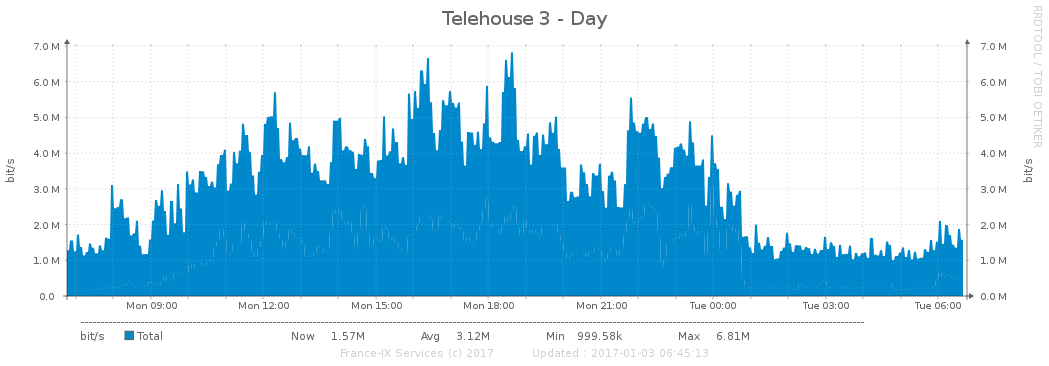 Telehouse 3 - Day
RRDTOOL / TOBI OETIKER
bit/s
7.0 M 7.0 M
6.0 M 6.0 M
5.0 M 5.0 M
4.0 M 4.0 M
3.0 M 3.0 M
2.0 M 2.0 M
1.0 M 1.0 M
0.0 0.0 M
bit/s
Mon 09:00 Mon 12:00 Mon 15:00 Mon 18:00 Mon 21:00 Tue 00:00 Tue 03:00 Tue 06:00
bit/s Total Now 1.57M Avg 3.12M Min 999.58k Max 6.81M
France-IX Services (c) 2017 Updated : 2017-01-03 06:45:13